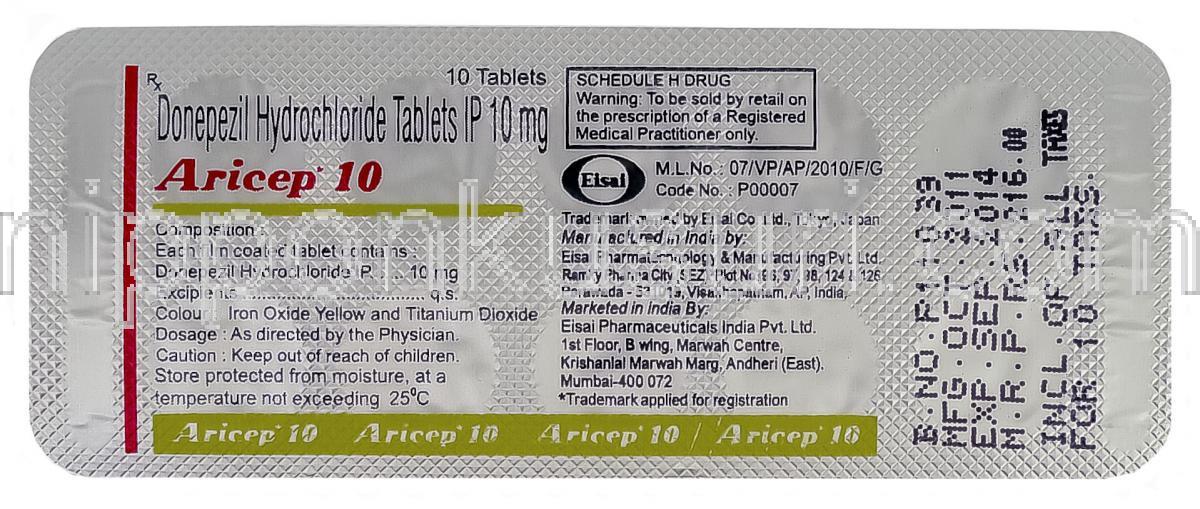 Rx
10 Tablets
Donepezil Hydrochloride Tablets IP 10 mg
Aricep* 10
Composition :
Each film coated tablet contains :
Donepezil Hydrochloride IP. ... 10 mg
Excipients ................................. q.s.
Colour : Iron Oxide Yellow and Titanium Dioxide
Dosage : As directed by the Physician.
Caution : Keep out of reach of children.
Store protected from moisture, at a
temperature not exceeding 25°C
SCHEDULE H DRUG
Warning: To be sold by retail on
the prescription of a Registered
Medical Practitioner only.
Eisai
M.L.No.: 07/VP/AP/2010/F/G
Code No.: P00007
Trademark owned by Eisai Co. Ltd., Tokyo, Japan
Manufactured in India by:
Eisai Pharmatechnology & Manufacturing Pvt. Ltd.
Ramky Pharma City (SEZ), Plot No. 96, 97, 98, 124 & 126
Parawada - Visakhapatnam, AP, India,
Marketed in India By:
Eisai Pharmaceuticals India Pvt. Ltd.
1st Floor, B wing, Marwah Centre,
Krishanlal Marwah Marg, Andheri (East).
Mumbai-400 072
*Trademark applied for registration
Aricep* 10 Aricep* 10 Aricep* 10 / Aricep* 10
B.NO. 1039
MFG. OCT. 2011
EXP. SEP. 2014
M.R.P. RS. 216.00
INCL. OF ALL TAXES
FOR 10 TABS.